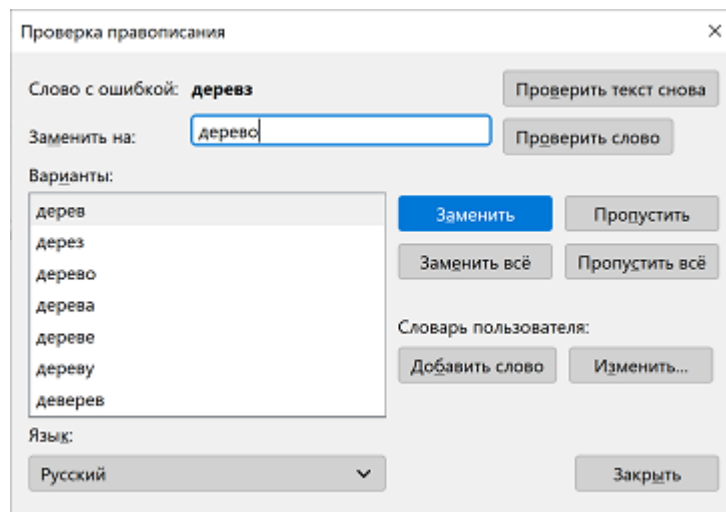 Проверка правописания
Слово с ошибкой: деревз
Проверить текст снова
Заменить на: дерево
Проверить слово
Варианты:
дерев
дерез
дерево
дерева
дереве
дереву
деверев
Заменить
Пропустить
Заменить всё
Пропустить всё
Словарь пользователя:
Добавить слово
Изменить...
Язык:
Русский
Закрыть